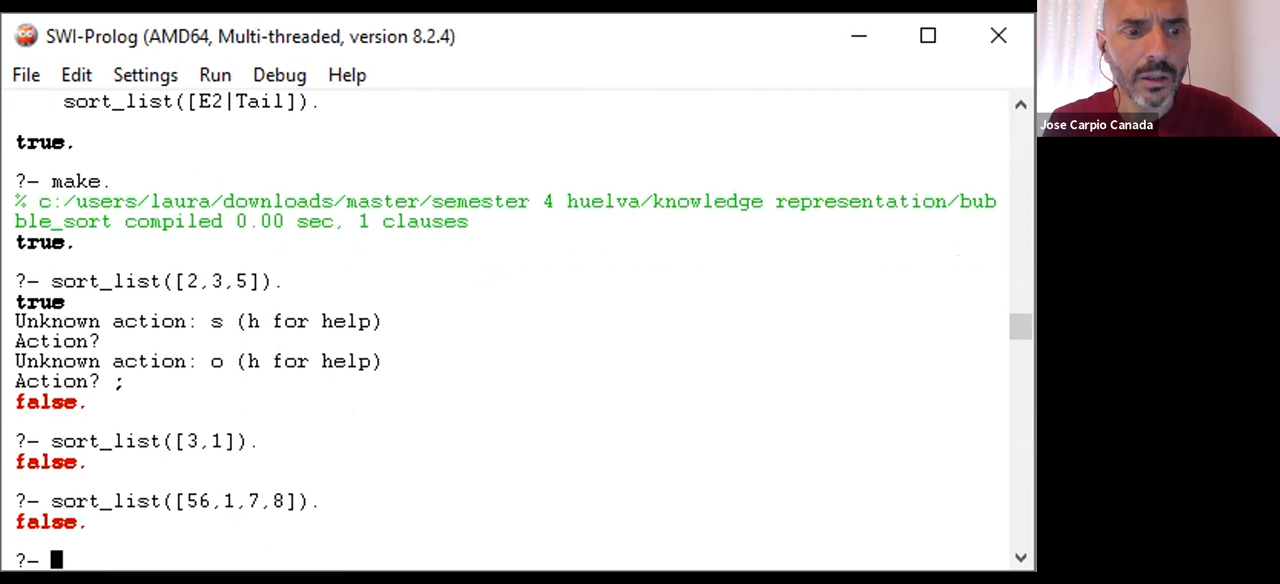 SWI-Prolog (AMD64, Multi-threaded, version 8.2.4)
File Edit Settings Run Debug Help
sort_list([E2|Tail]).
true.
?- make.
% c:/users/laura/downloads/master/semester 4 huelva/knowledge representation/bub
ble_sort compiled 0.00 sec, 1 clauses
true.
?- sort_list([2,3,5]).
true
Unknown action: s (h for help)
Action?
Unknown action: o (h for help)
Action? ;
false.
?- sort_list([3,1]).
false.
?- sort_list([56,1,7,8]).
false.
?-
Jose Carpio Canada